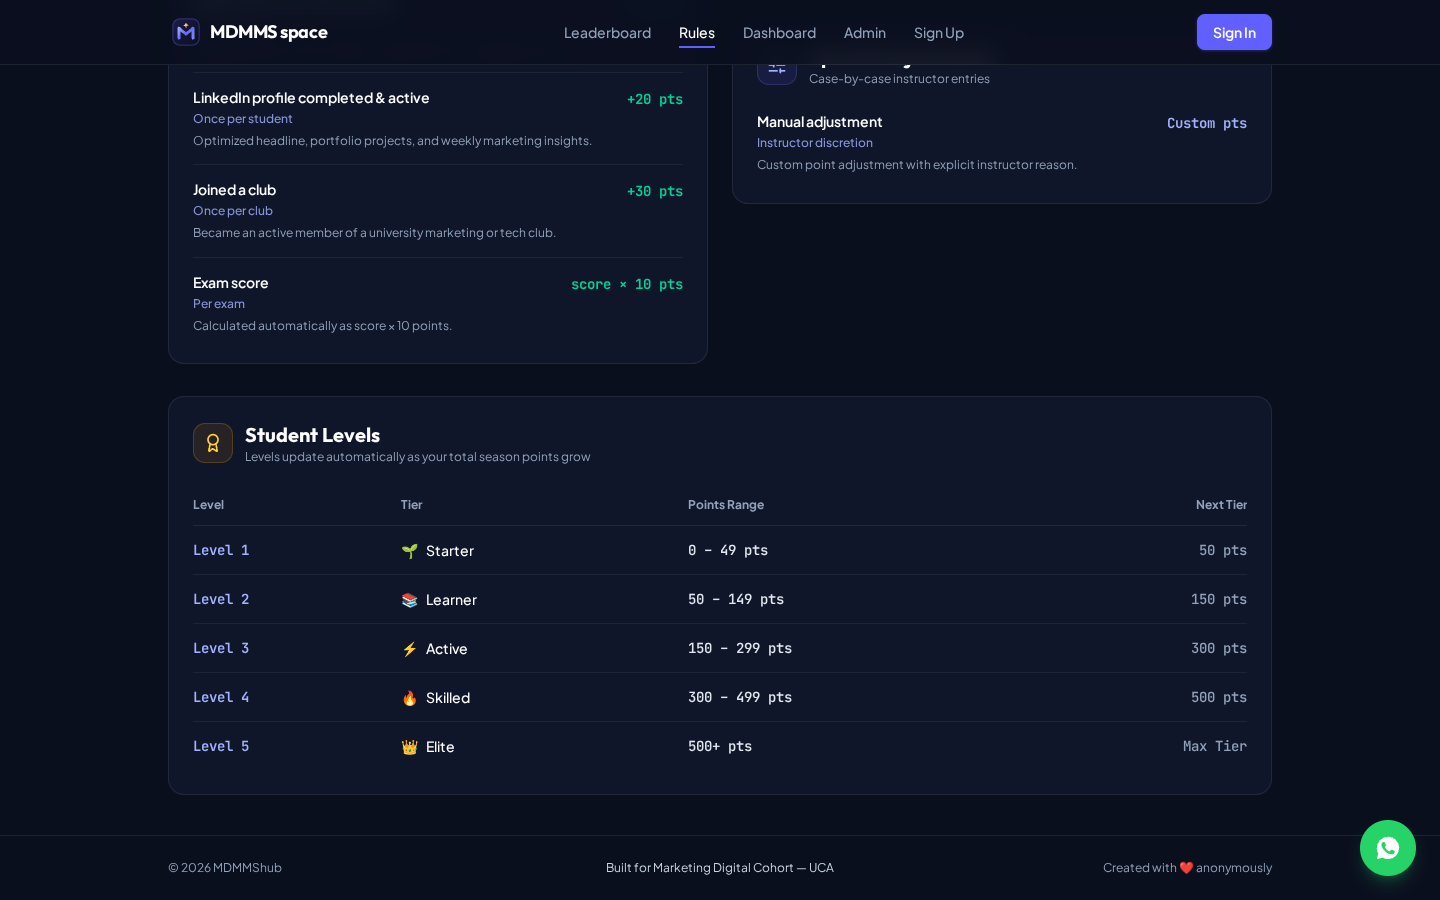 MDMMS space
Leaderboard
Rules
Dashboard
Admin
Sign Up
Sign In
LinkedIn profile completed & active
+20 pts
Once per student
Optimized headline, portfolio projects, and weekly marketing insights.
Joined a club
+30 pts
Once per club
Became an active member of a university marketing or tech club.
Exam score
score × 10 pts
Per exam
Calculated automatically as score × 10 points.
Case-by-case instructor entries
Manual adjustment
Custom pts
Instructor discretion
Custom point adjustment with explicit instructor reason.
Student Levels
Levels update automatically as your total season points grow
Level Tier Points Range Next Tier
Level 1 🌱 Starter 0 – 49 pts 50 pts
Level 2 📚 Learner 50 – 149 pts 150 pts
Level 3 ⚡ Active 150 – 299 pts 300 pts
Level 4 🔥 Skilled 300 – 499 pts 500 pts
Level 5 👑 Elite 500+ pts Max Tier
© 2026 MDMMShub
Built for Marketing Digital Cohort — UCA
Created with ❤️ anonymously